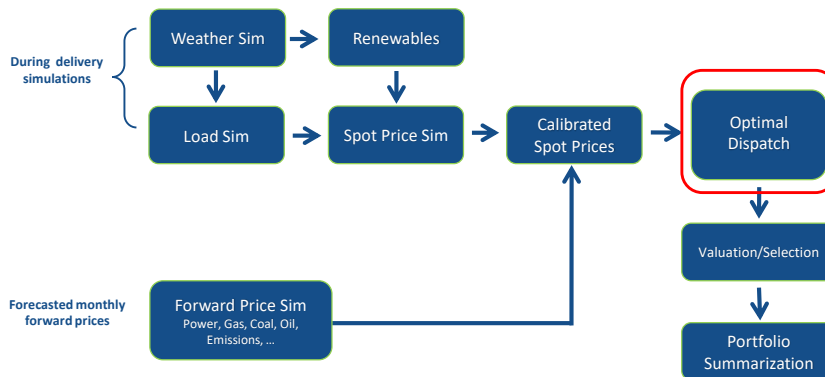 During delivery
simulations
Weather Sim
Renewables
Load Sim
Spot Price Sim
Calibrated
Spot Prices
Optimal
Dispatch
Valuation/Selection
Forecasted monthly
forward prices
Forward Price Sim
Power, Gas, Coal, Oil,
Emissions, ...
Portfolio
Summarization